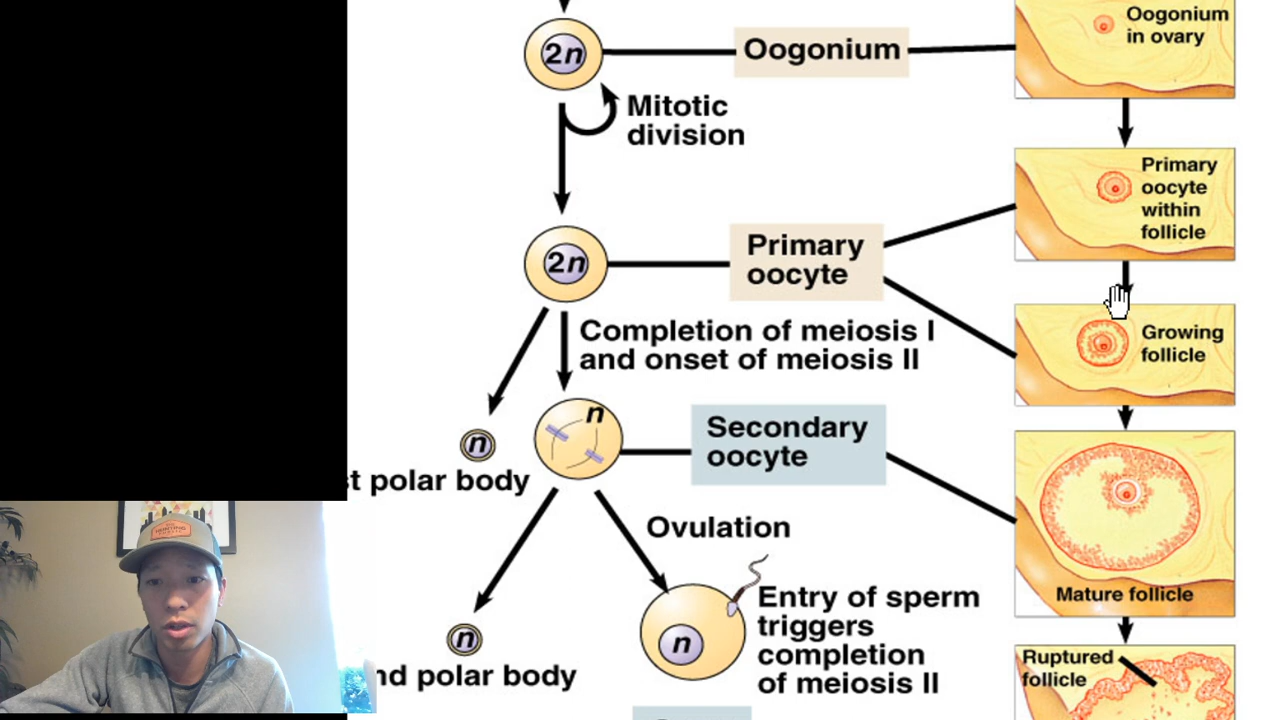 2n
Oogonium
Oogonium
in ovary
Mitotic
division
Primary
oocyte
within
follicle
2n
Primary
oocyte
Completion of meiosis I
and onset of meiosis II
Growing
follicle
n
n
Secondary
oocyte
t polar body
Ovulation
Mature follicle
Entry of sperm
triggers
completion
of meiosis II
n
n
nd polar body
Ruptured
follicle